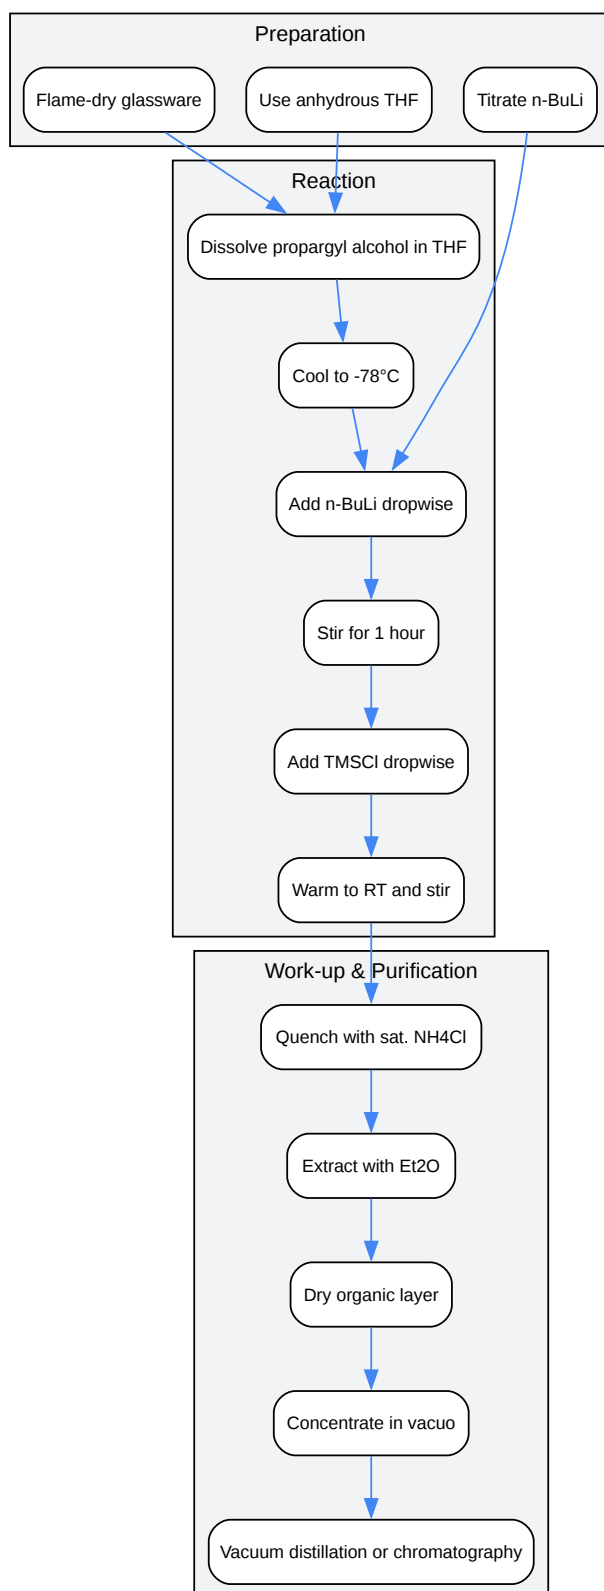 Preparation
Flame-dry glassware
Use anhydrous THF
Titrate n-BuLi
Reaction
Dissolve propargyl alcohol in THF
Cool to -78°C
Add n-BuLi dropwise
Stir for 1 hour
Add TMSCl dropwise
Warm to RT and stir
Work-up & Purification
Quench with sat. NH4Cl
Extract with Et2O
Dry organic layer
Concentrate in vacuo
Vacuum distillation or chromatography